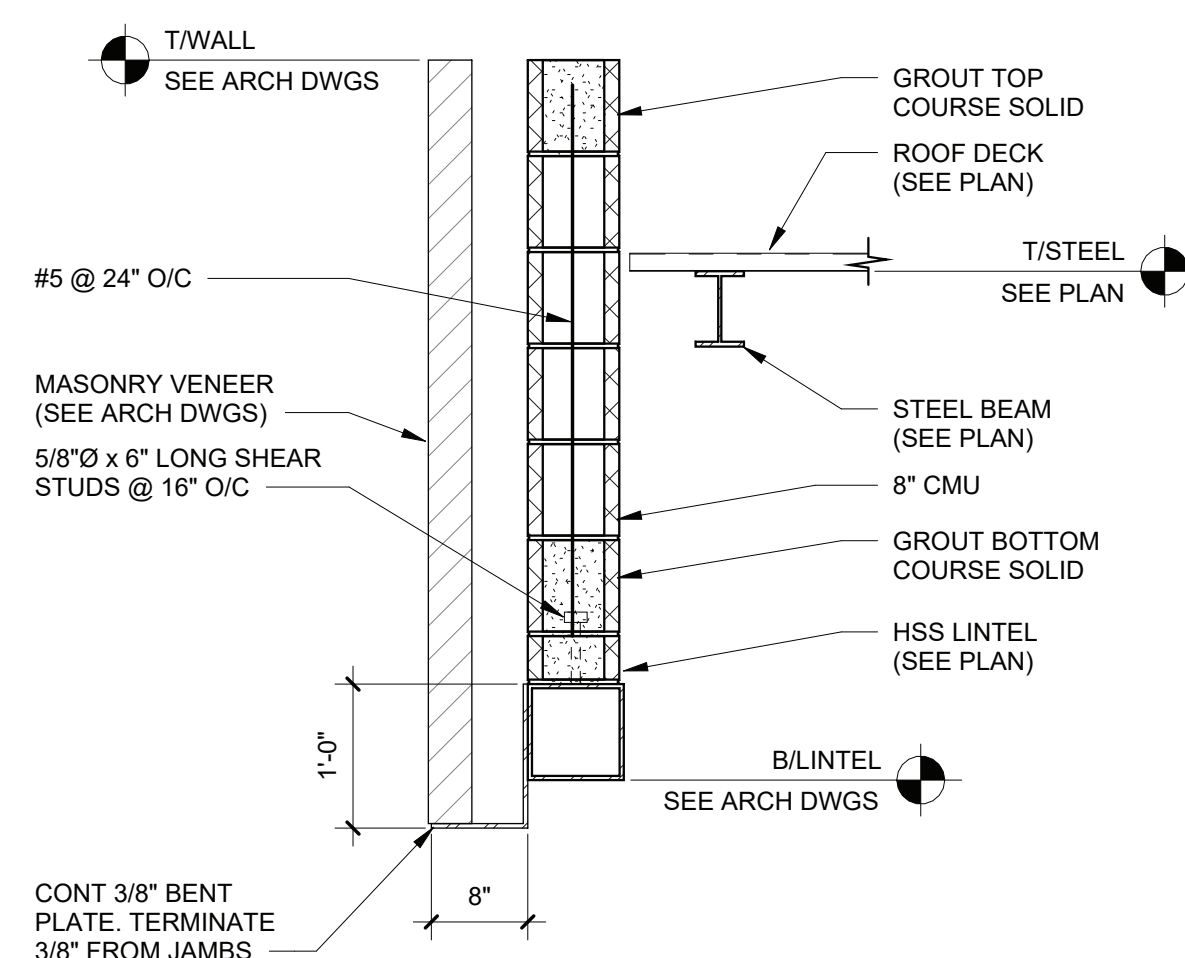 T/WALL
SEE ARCH DWGS
GROUT TOP
COURSE SOLID
ROOF DECK
(SEE PLAN)
T/STEEL
SEE PLAN
#5 @ 24" O/C
MASONRY VENEER
(SEE ARCH DWGS)
5/8"Ø x 6" LONG SHEAR
STUDS @ 16" O/C
STEEL BEAM
(SEE PLAN)
8" CMU
GROUT BOTTOM
COURSE SOLID
HSS LINTEL
(SEE PLAN)
1'-0"
B/LINTEL
SEE ARCH DWGS
8"
CONT 3/8" BENT
PLATE. TERMINATE
3/8" FROM JAMBS